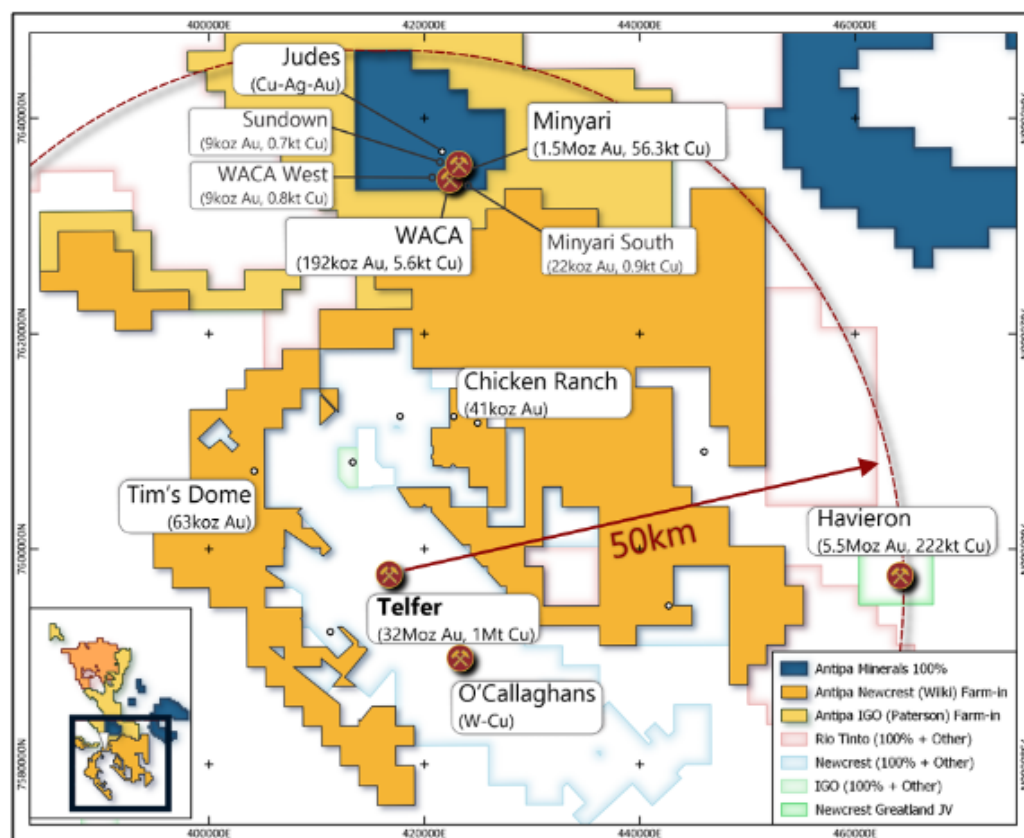 400000E
420000E
440000E
460000E
Judes
(Cu-Ag-Au)
Sundown
(9koz Au, 0.7kt Cu)
WACA West
(9koz Au, 0.8kt Cu)
Minyari
(1.5Moz Au, 56.3kt Cu)
WACA
(192koz Au, 5.6kt Cu)
Minyari South
(22koz Au, 0.9kt Cu)
7640000N
7620000N
7600000N
7580000N
Chicken Ranch
(41koz Au)
Tim's Dome
(63koz Au)
50km
Havieron
(5.5Moz Au, 222kt Cu)
Telfer
(32Moz Au, 1Mt Cu)
O'Callaghans
(W-Cu)
Antipa Minerals 100%
Antipa Newcrest (Wiki) Farm-in
Antipa IGO (Paterson) Farm-in
Rio Tinto (100% + Other)
Newcrest (100% + Other)
IGO (100% + Other)
Newcrest Greatland JV
400000E
420000E
440000E
460000E